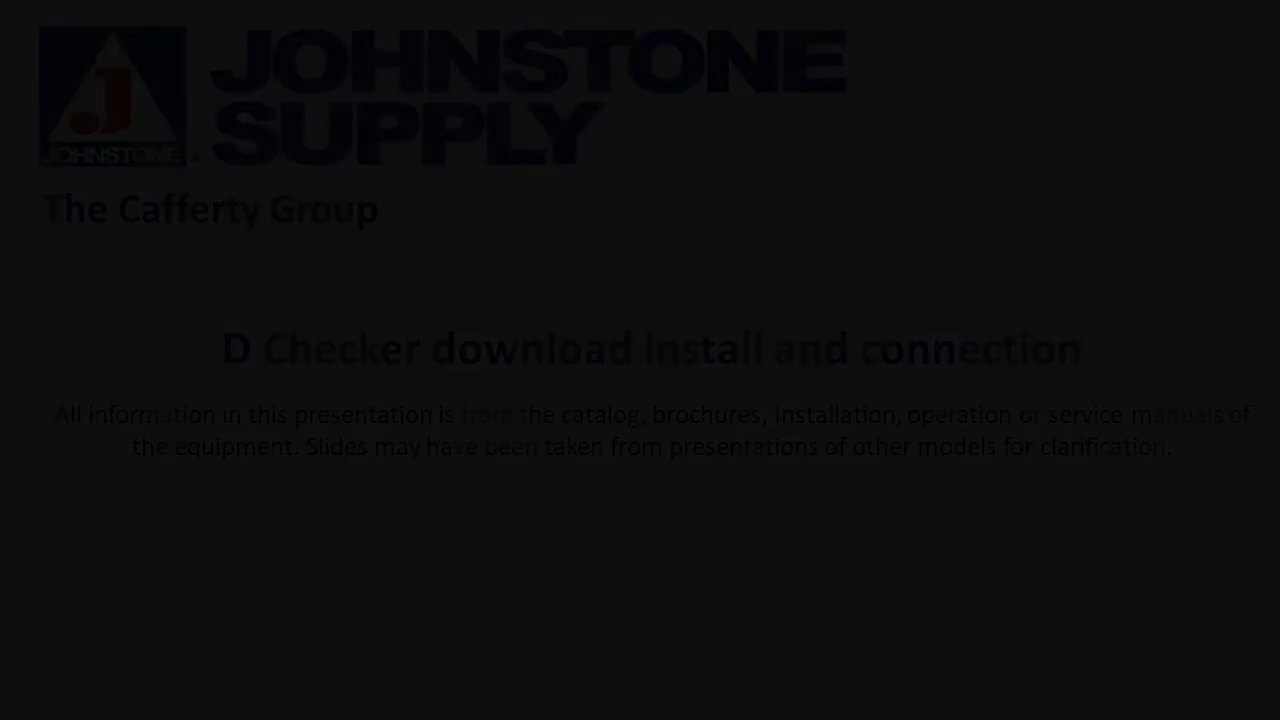 JOHNSTONE
SUPPLY
J
JOHNSTONE
The Cafferty Group
D Checker download install and connection
All information in this presentation is from the catalog, brochures, Installation, operation or service manuals of
the equipment. Slides may have been taken from presentations of other models for clarification.